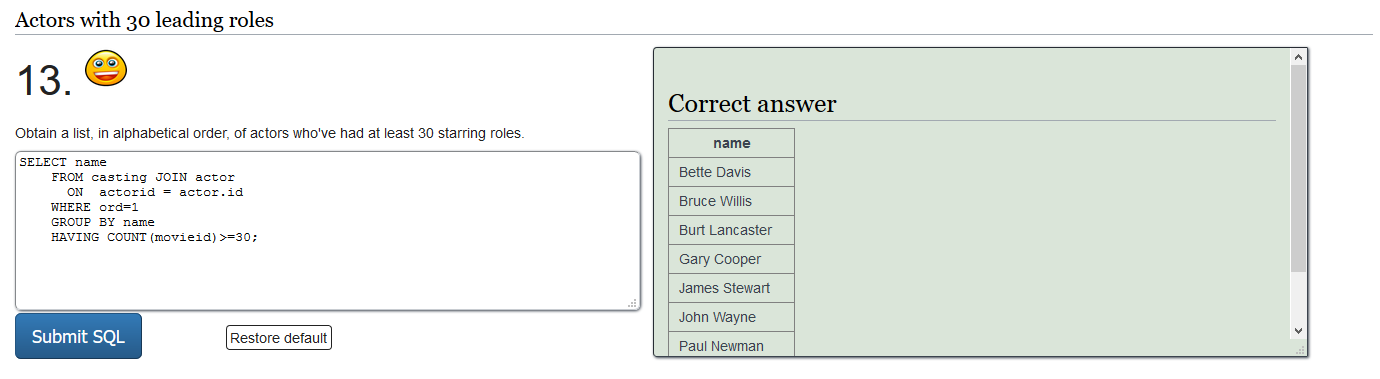 Actors with 30 leading roles
13.
Obtain a list, in alphabetical order, of actors who've had at least 30 starring roles.
SELECT name
FROM casting JOIN actor
ON  actorid = actor.id
WHERE ord=1
GROUP BY name
HAVING COUNT(movieid)>=30;
Submit SQL
Restore default
Correct answer
name
Bette Davis
Bruce Willis
Burt Lancaster
Gary Cooper
James Stewart
John Wayne
Paul Newman